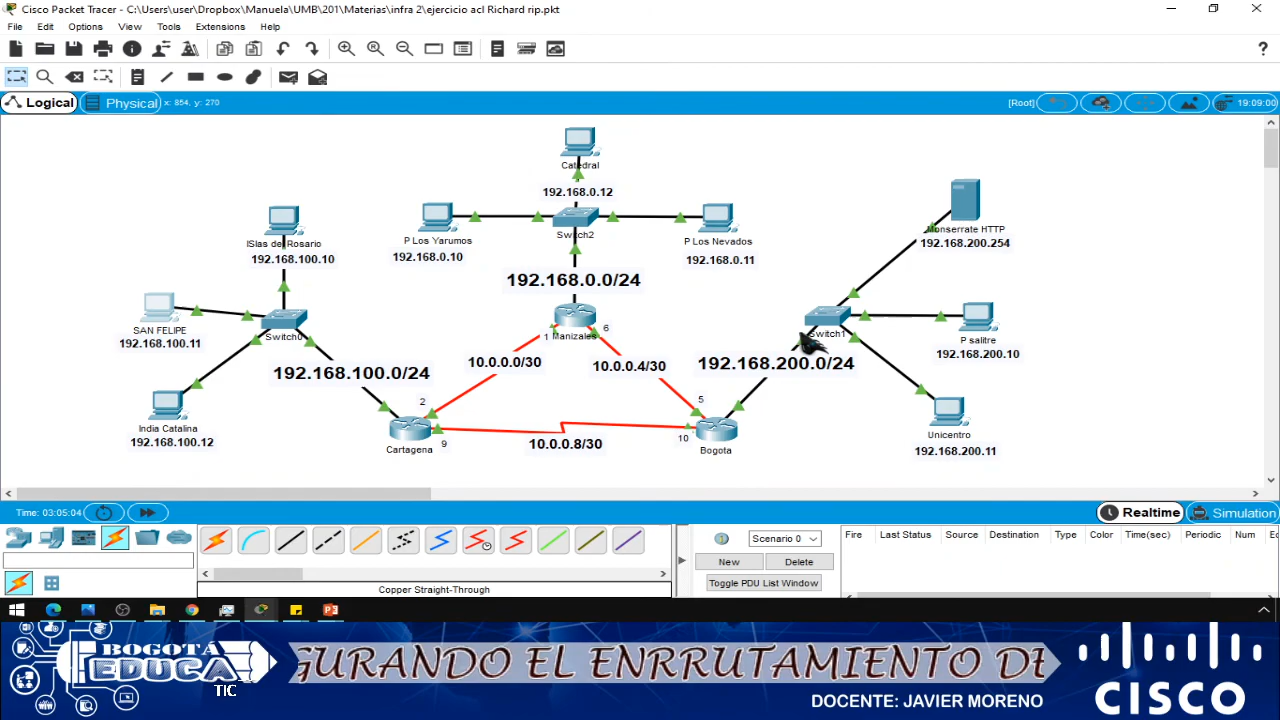 Cisco Packet Tracer - C:\Users\user\Dropbox\Manuela\UMB\201\Materias\infra 2\ejercicio acl Richard rip.pkt
File Edit Options View Tools Extensions Help
Logical Physical x: 854, y: 270 [Root] 19:09:00
Catedral
192.168.0.12
ISlas del Rosario
192.168.100.10
P Los Yarumos
192.168.0.10
Switch2
P Los Nevados
192.168.0.11
Monserrate HTTP
192.168.200.254
192.168.0.0/24
SAN FELIPE
192.168.100.11
Switch0
Manizales
1
6
Switch1
P salitre
192.168.200.10
192.168.100.0/24
10.0.0.0/30
10.0.0.4/30
192.168.200.0/24
India Catalina
192.168.100.12
2
5
Cartagena
9
10.0.0.8/30
10
Bogota
Unicentro
192.168.200.11
Time: 03:05:04 Realtime Simulation
Scenario 0
New Delete
Toggle PDU List Window
Fire Last Status Source Destination Type Color Time(sec) Periodic Num Ec
Copper Straight-Through
BOGOTA
EDUCA
TIC
GURANDO EL ENRRUTAMIENTO DE
DOCENTE: JAVIER MORENO
CISCO